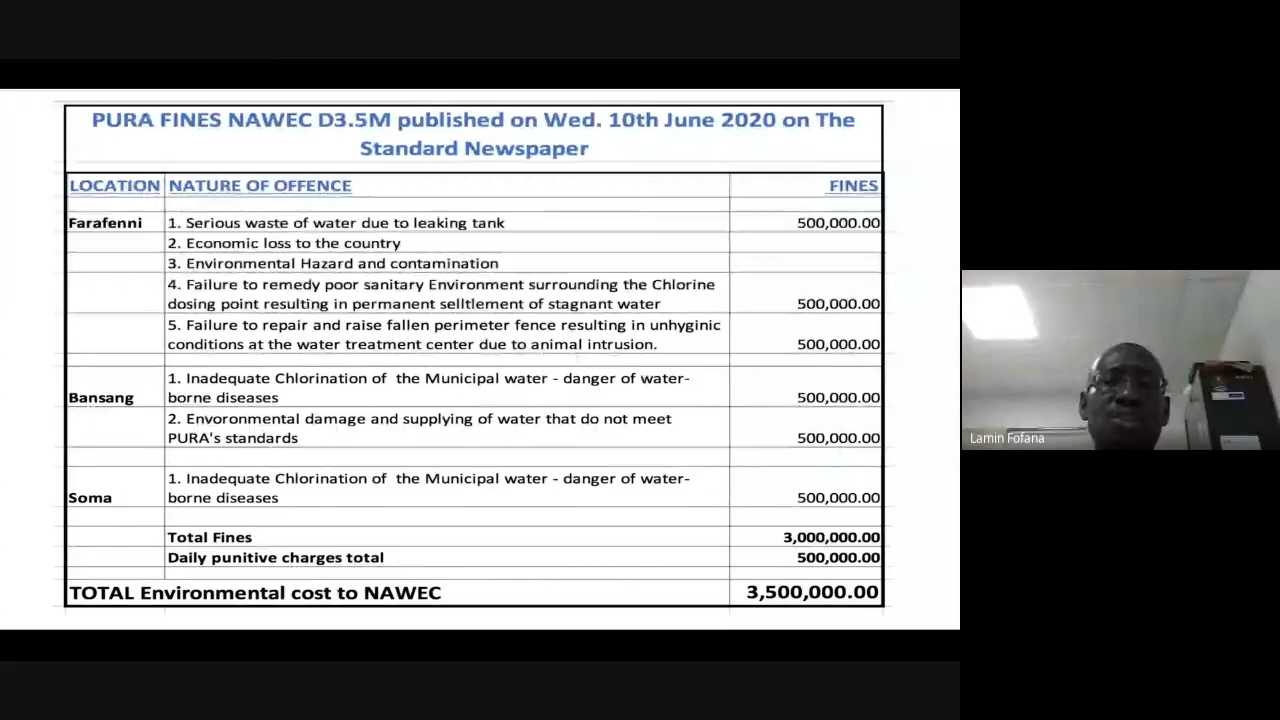 PURA FINES NAWEC D3.5M published on Wed. 10th June 2020 on The
Standard Newspaper
LOCATION NATURE OF OFFENCE FINES
Farafenni 1. Serious waste of water due to leaking tank 500,000.00
2. Economic loss to the country
3. Environmental Hazard and contamination
4. Failure to remedy poor sanitary Environment surrounding the Chlorine
dosing point resulting in permanent selltlement of stagnant water 500,000.00
5. Failure to repair and raise fallen perimeter fence resulting in unhyginic
conditions at the water treatment center due to animal intrusion. 500,000.00
1. Inadequate Chlorination of the Municipal water - danger of water-
Bansang borne diseases 500,000.00
2. Envoronmental damage and supplying of water that do not meet
PURA's standards 500,000.00
1. Inadequate Chlorination of the Municipal water - danger of water-
Soma borne diseases 500,000.00
Total Fines 3,000,000.00
Daily punitive charges total 500,000.00
TOTAL Environmental cost to NAWEC 3,500,000.00
Lamin Fofana